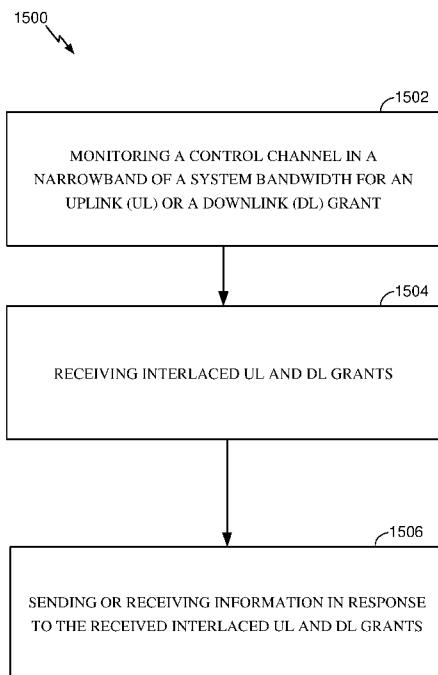 1500
1502
MONITORING A CONTROL CHANNEL IN A
NARROWBAND OF A SYSTEM BANDWIDTH FOR AN
UPLINK (UL) OR A DOWNLINK (DL) GRANT
1504
RECEIVING INTERLACED UL AND DL GRANTS
1506
SENDING OR RECEIVING INFORMATION IN RESPONSE
TO THE RECEIVED INTERLACED UL AND DL GRANTS